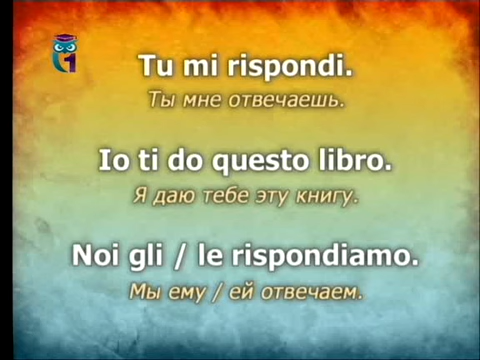 1
Tu mi rispondi.
Ты мне отвечаешь.
Io ti do questo libro.
Я даю тебе эту книгу.
Noi gli / le rispondiamo.
Мы ему / ей отвечаем.